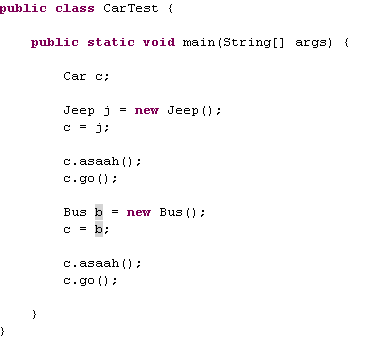 public class CarTest {
public static void main(String[] args) {
Car c;
Jeep j = new Jeep();
c = j;
c.asaah();
c.go();
Bus b = new Bus();
c = b;
c.asaah();
c.go();
}
}